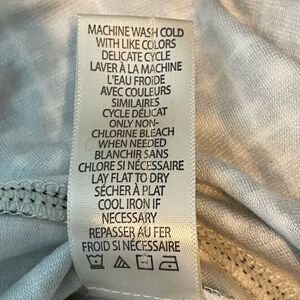 MACHINE WASH COLD
WITH LIKE COLORS
DELICATE CYCLE
LAVER À LA MACHINE
L'EAU FROIDE
AVEC COULEURS
SIMILAIRES
CYCLE DÉLICAT
ONLY NON-
CHLORINE BLEACH
WHEN NEEDED
BLANCHIR SANS
CHLORE SI NÉCESSAIRE
LAY FLAT TO DRY
SÉCHER À PLAT
COOL IRON IF
NECESSARY
REPASSER AU FER
FROID SI NÉCESSAIRE